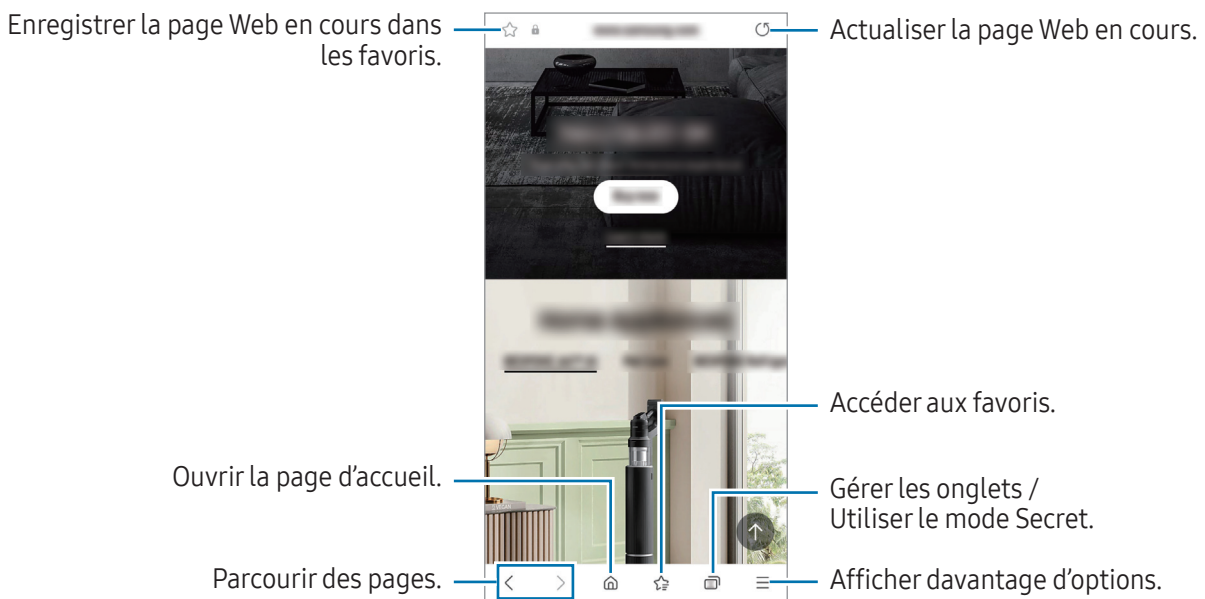 Enregistrer la page Web en cours dans
les favoris.
Actualiser la page Web en cours.
Accéder aux favoris.
Ouvrir la page d'accueil.
Gérer les onglets /
Utiliser le mode Secret.
Parcourir des pages.
Afficher davantage d'options.